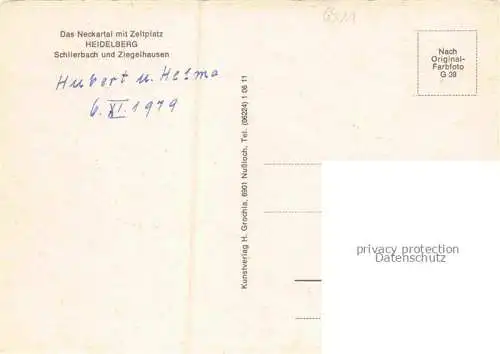 Das Neckartal mit Zeltplatz
HEIDELBERG
Schlierbach und Ziegelhausen
Hubert u. Helma
6. XI. 1979
Kunstverlag H. Grochla, 6901 Nußloch, Tel. (06224) 1 06 11
Nach
Original-
Farbfoto
G 38
privacy protection
Datenschutz